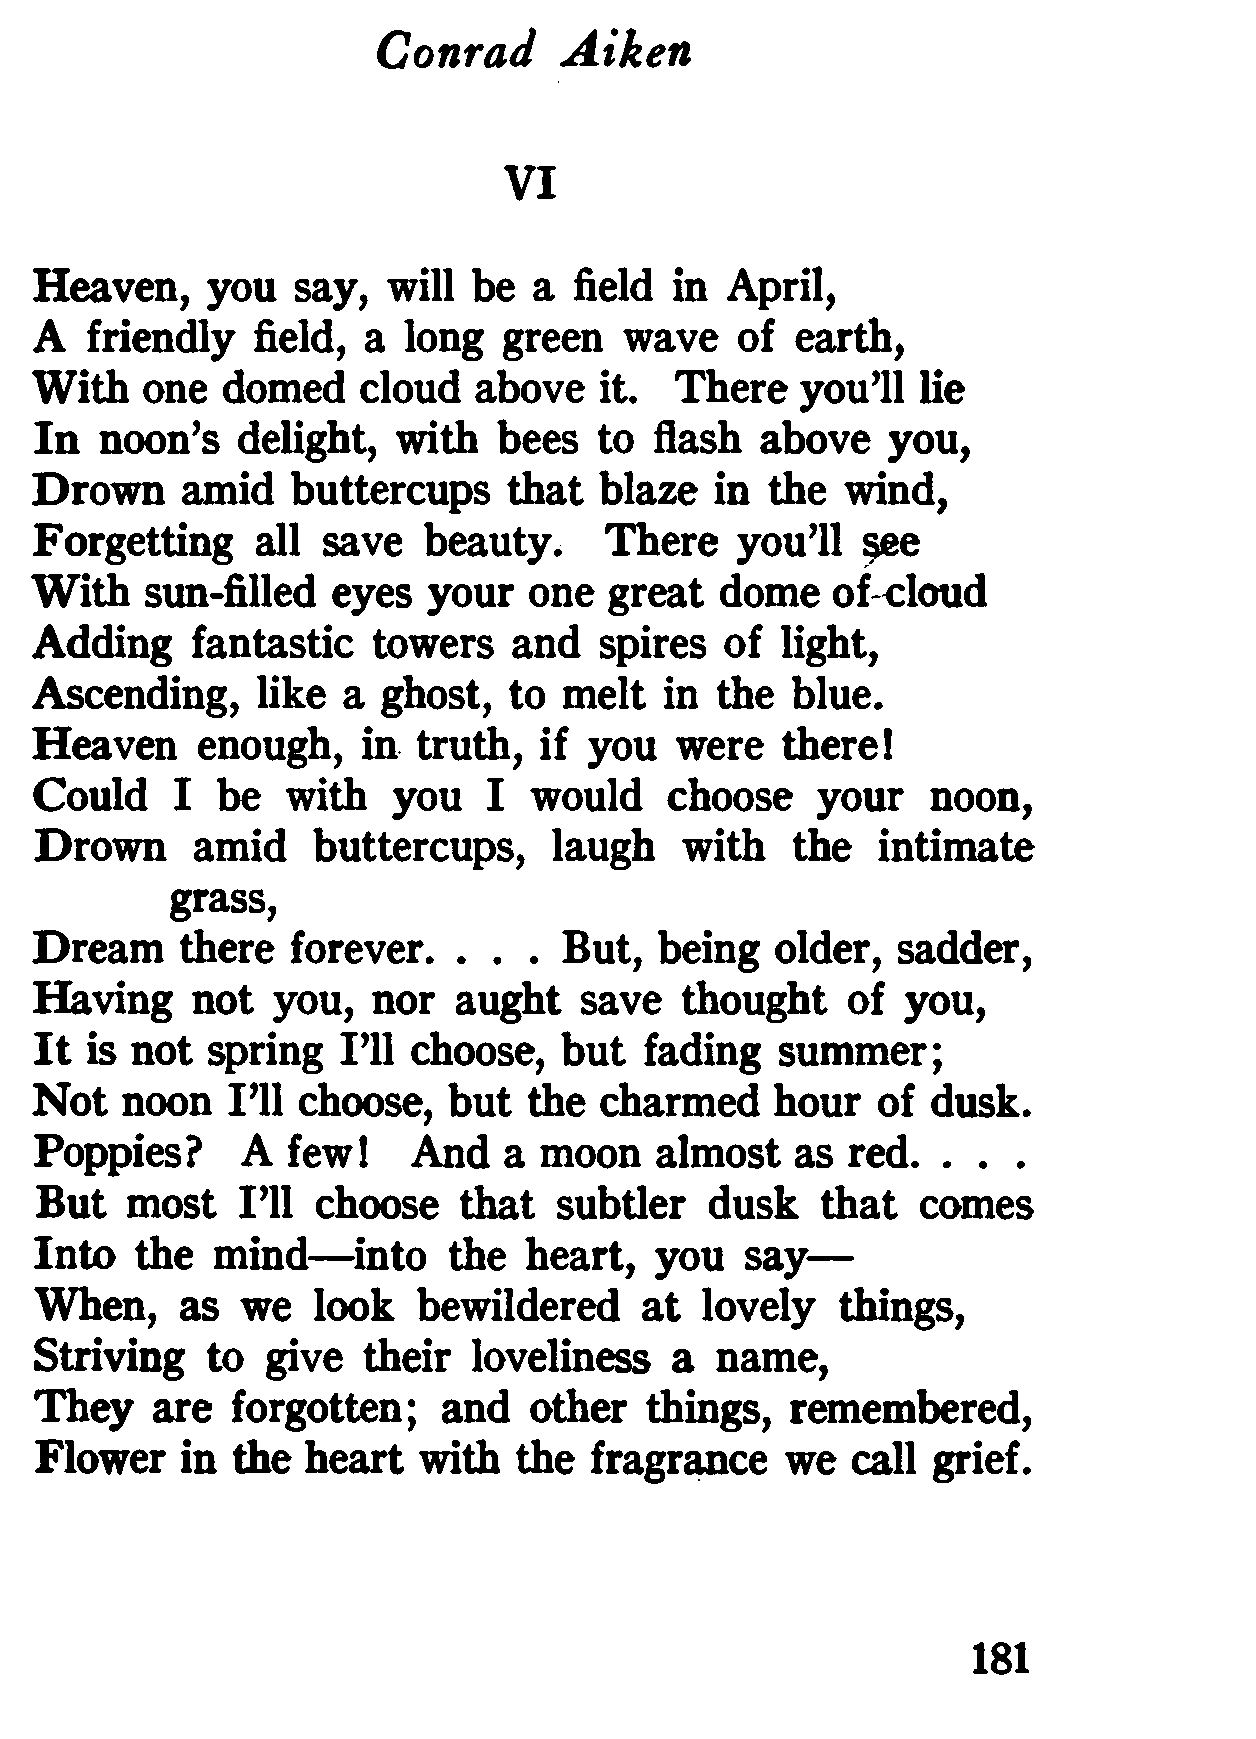 Conrad Aiken
VI
Heaven, you say, will be a field in April,
A friendly field, a long green wave of earth,
With one domed cloud above it. There you'll lie
In noon's delight, with bees to flash above you,
Drown amid buttercups that blaze in the wind,
Forgetting all save beauty. There you'll see
With sun-filled eyes your one great dome of cloud
Adding fantastic towers and spires of light,
Ascending, like a ghost, to melt in the blue.
Heaven enough, in truth, if you were there!
Could I be with you I would choose your noon,
Drown amid buttercups, laugh with the intimate
grass,
Dream there forever. . . . But, being older, sadder,
Having not you, nor aught save thought of you,
It is not spring I'll choose, but fading summer;
Not noon I'll choose, but the charmed hour of dusk.
Poppies? A few! And a moon almost as red. . . .
But most I'll choose that subtler dusk that comes
Into the mind—into the heart, you say—
When, as we look bewildered at lovely things,
Striving to give their loveliness a name,
They are forgotten; and other things, remembered,
Flower in the heart with the fragrance we call grief.
181